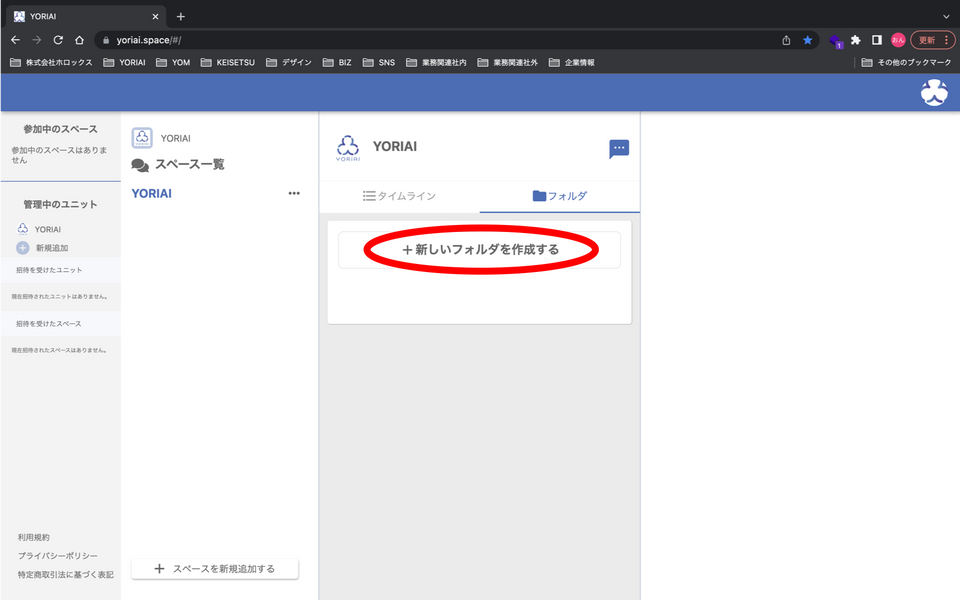 YORIAI
yoriai.space/#/
1
おん
更新
株式会社ホロックス
YORIAI
YOM
KEISETSU
デザイン
BIZ
SNS
業務関連社内
業務関連社外
企業情報
その他のブックマーク
参加中のスペース
参加中のスペースはありま
せん
管理中のユニット
YORIAI
新規追加
招待を受けたユニット
現在招待されたユニットはありません。
招待を受けたスペース
現在招待されたスペースはありません。
利用規約
プライバシーポリシー
特定商取引法に基づく表記
YORIAI
スペース一覧
YORIAI
スペースを新規追加する
YORIAI
YORIAI
タイムライン
フォルダ
+ 新しいフォルダを作成する